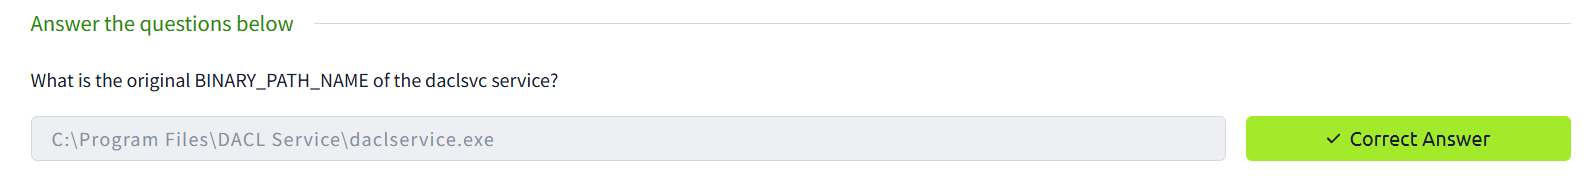 Answer the questions below
What is the original BINARY_PATH_NAME of the daclsvc service?
C:\Program Files\DACL Service\daclservice.exe
Correct Answer